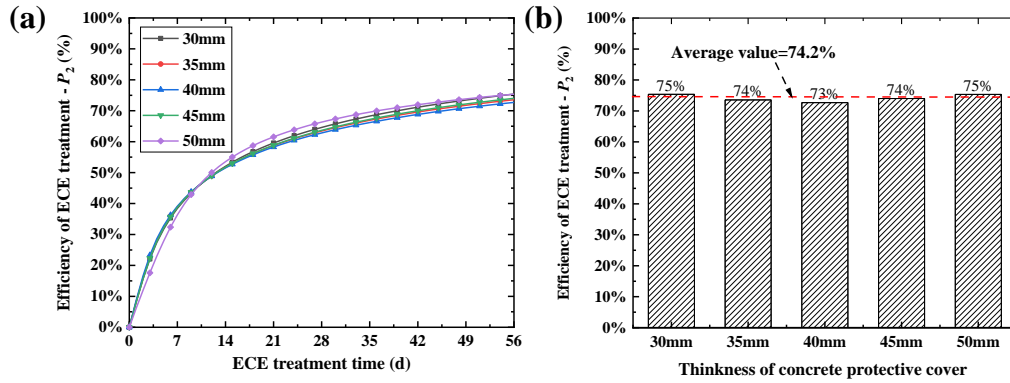 (a)
Efficiency of ECE treatment - P2 (%)
100%
90%
80%
70%
60%
50%
40%
30%
20%
10%
0%
30mm
35mm
40mm
45mm
50mm
0 7 14 21 28 35 42 49 56
ECE treatment time (d)
(b)
Efficiency of ECE treatment - P2 (%)
100%
90%
80%
70%
60%
50%
40%
30%
20%
10%
0%
Average value=74.2%
75% 74% 73% 74% 75%
30mm 35mm 40mm 45mm 50mm
Thinkness of concrete protective cover